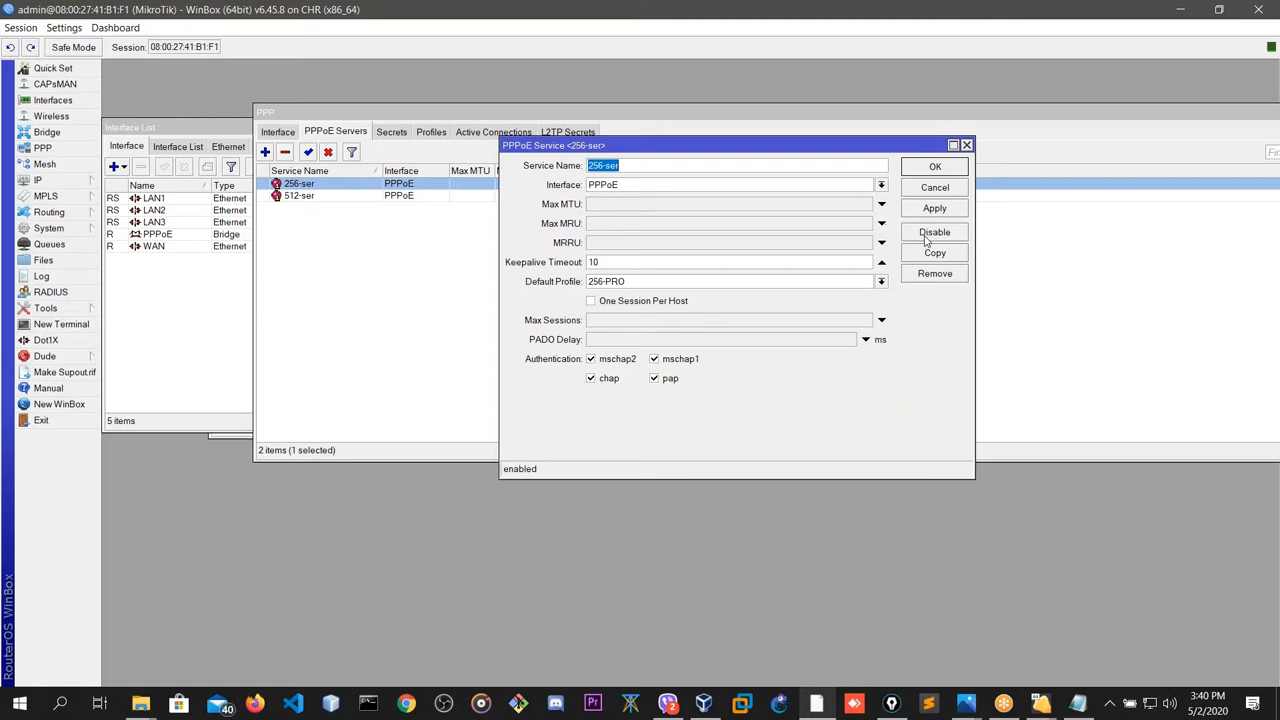 admin@08:00:27:41:B1:F1 (MikroTik) - WinBox (64bit) v6.45.8 on CHR (x86_64)
Session Settings Dashboard
Safe Mode Session: 08:00:27:41:B1:F1
Quick Set
CAPsMAN
Interfaces
Wireless
Bridge
PPP
Mesh
IP
MPLS
Routing
System
Queues
Files
Log
RADIUS
Tools
New Terminal
Dot1X
Dude
Make Supout.rif
Manual
New WinBox
Exit
RouterOS WinBox
Interface List
Interface Interface List Ethernet
Name Type
RS LAN1 Ethernet
RS LAN2 Ethernet
RS LAN3 Ethernet
R PPPoE Bridge
R WAN Ethernet
5 items
PPP
Interface PPPoE Servers Secrets Profiles Active Connections L2TP Secrets
Service Name Interface Max MTU
256-ser PPPoE
512-ser PPPoE
2 items (1 selected)
PPPoE Service <256-ser>
Service Name: 256-ser
Interface: PPPoE
Max MTU:
Max MRU:
MRRU:
Keepalive Timeout: 10
Default Profile: 256-PRO
One Session Per Host
Max Sessions:
PADO Delay: ms
Authentication: mschap2 mschap1
chap pap
enabled
OK
Cancel
Apply
Disable
Copy
Remove
40
2
3:40 PM
5/2/2020